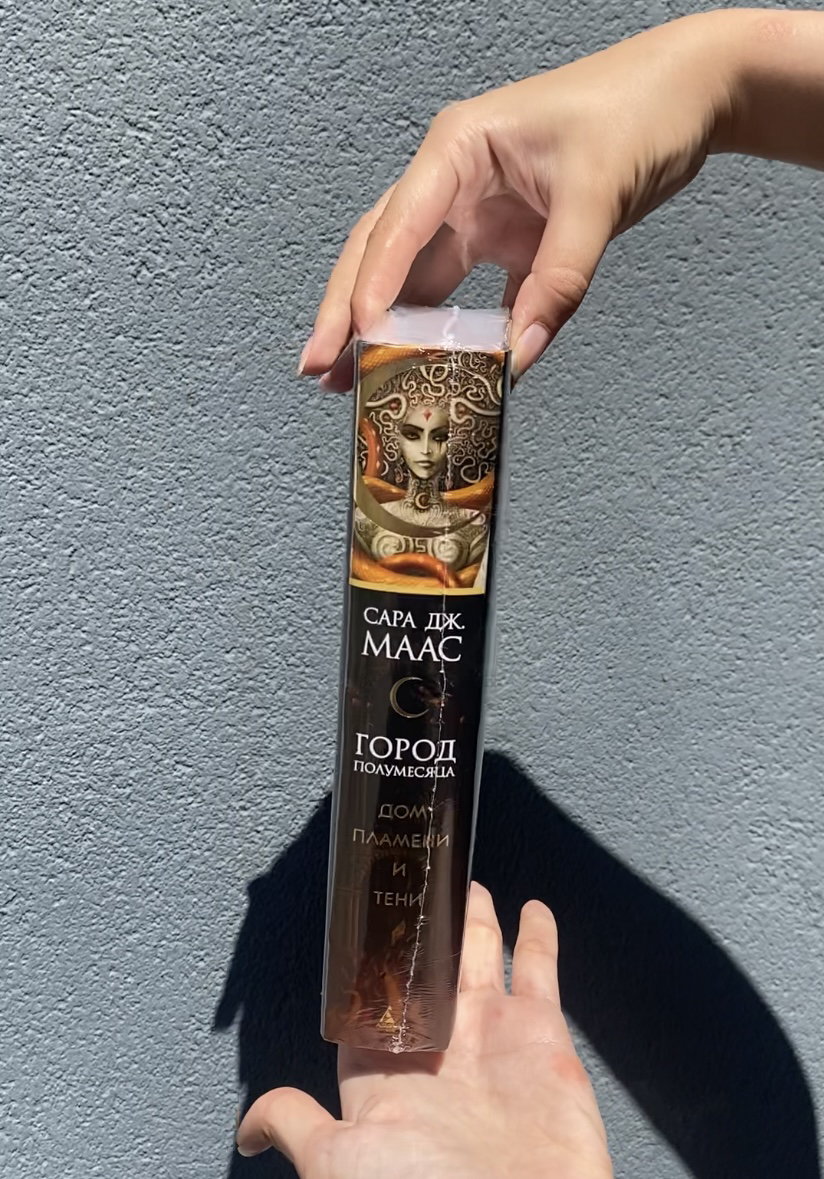 САРА ДЖ.
МААС
ГОРОД
ПОЛУМЕСЯЦА
ДОМ
ПЛАМЕНИ
И
ТЕНИ